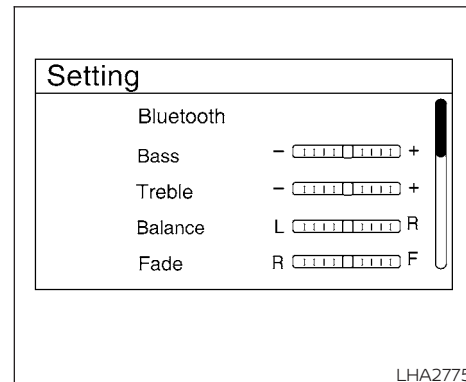 Setting
Bluetooth
Bass - +
Treble - +
Balance L R
Fade R F
LHA2775